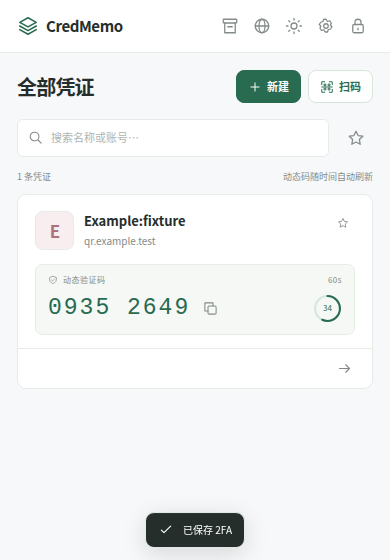 CredMemo
全部凭证
新建
扫码
搜索名称或账号…
1 条凭证
动态码随时间自动刷新
E
Example:fixture
qr.example.test
动态验证码
60s
0935 2649
34
已保存 2FA